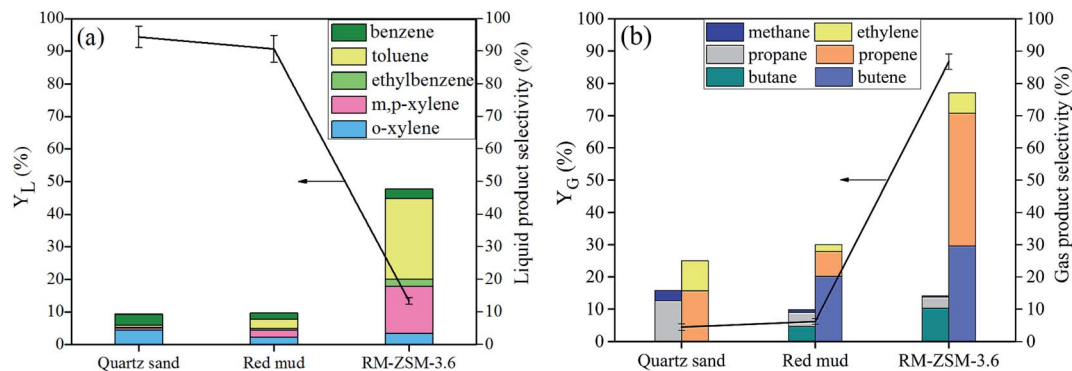 (a)
benzene
toluene
ethylbenzene
m,p-xylene
o-xylene
Y_L (%)
100
90
80
70
60
50
40
30
20
10
0
Liquid product selectivity (%)
100
90
80
70
60
50
40
30
20
10
0
Quartz sand Red mud RM-ZSM-3.6
(b)
methane ethylene
propane propene
butane butene
Y_G (%)
100
90
80
70
60
50
40
30
20
10
0
Gas product selectivity (%)
100
90
80
70
60
50
40
30
20
10
0
Quartz sand Red mud RM-ZSM-3.6